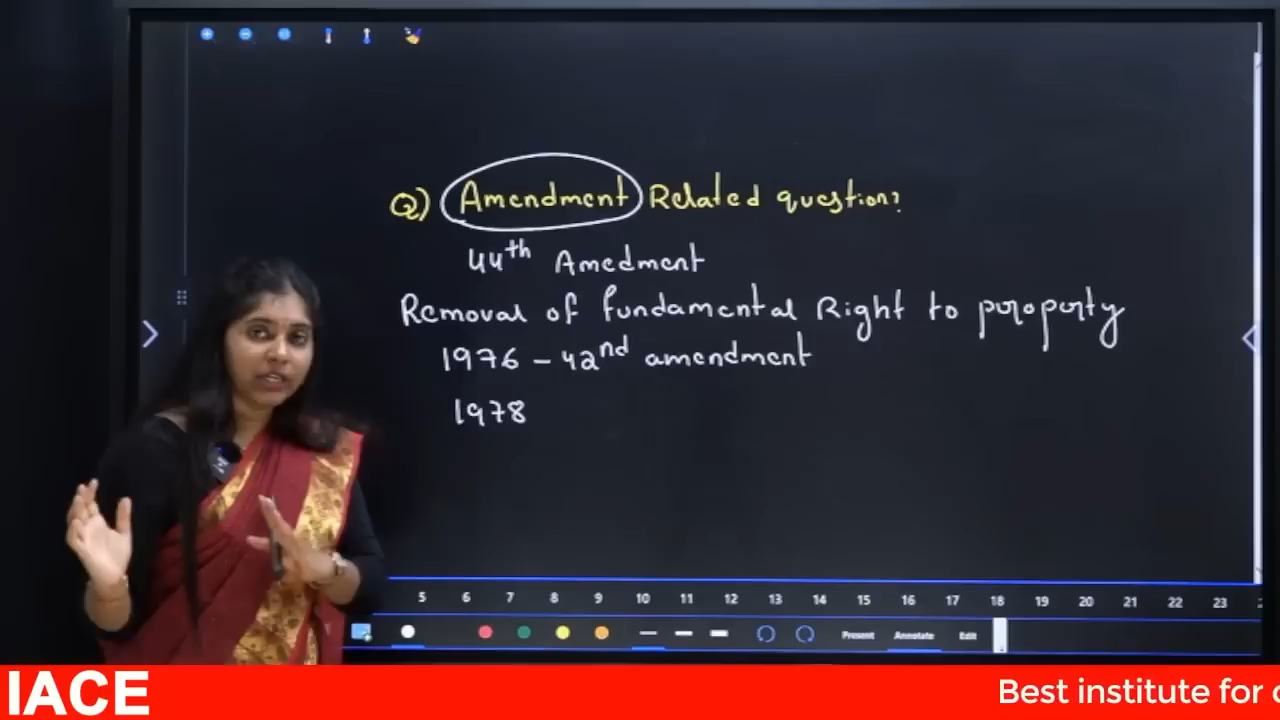 Q) Amendment Related question?
44th Amedment
Removal of fundamental Right to poroperty
1976 – 42nd amendment
1978
5 6 7 8 9 10 11 12 13 14 15 16 17 18 19 20 21 22 23
Present Annotate Edit
IACE
Best institute for